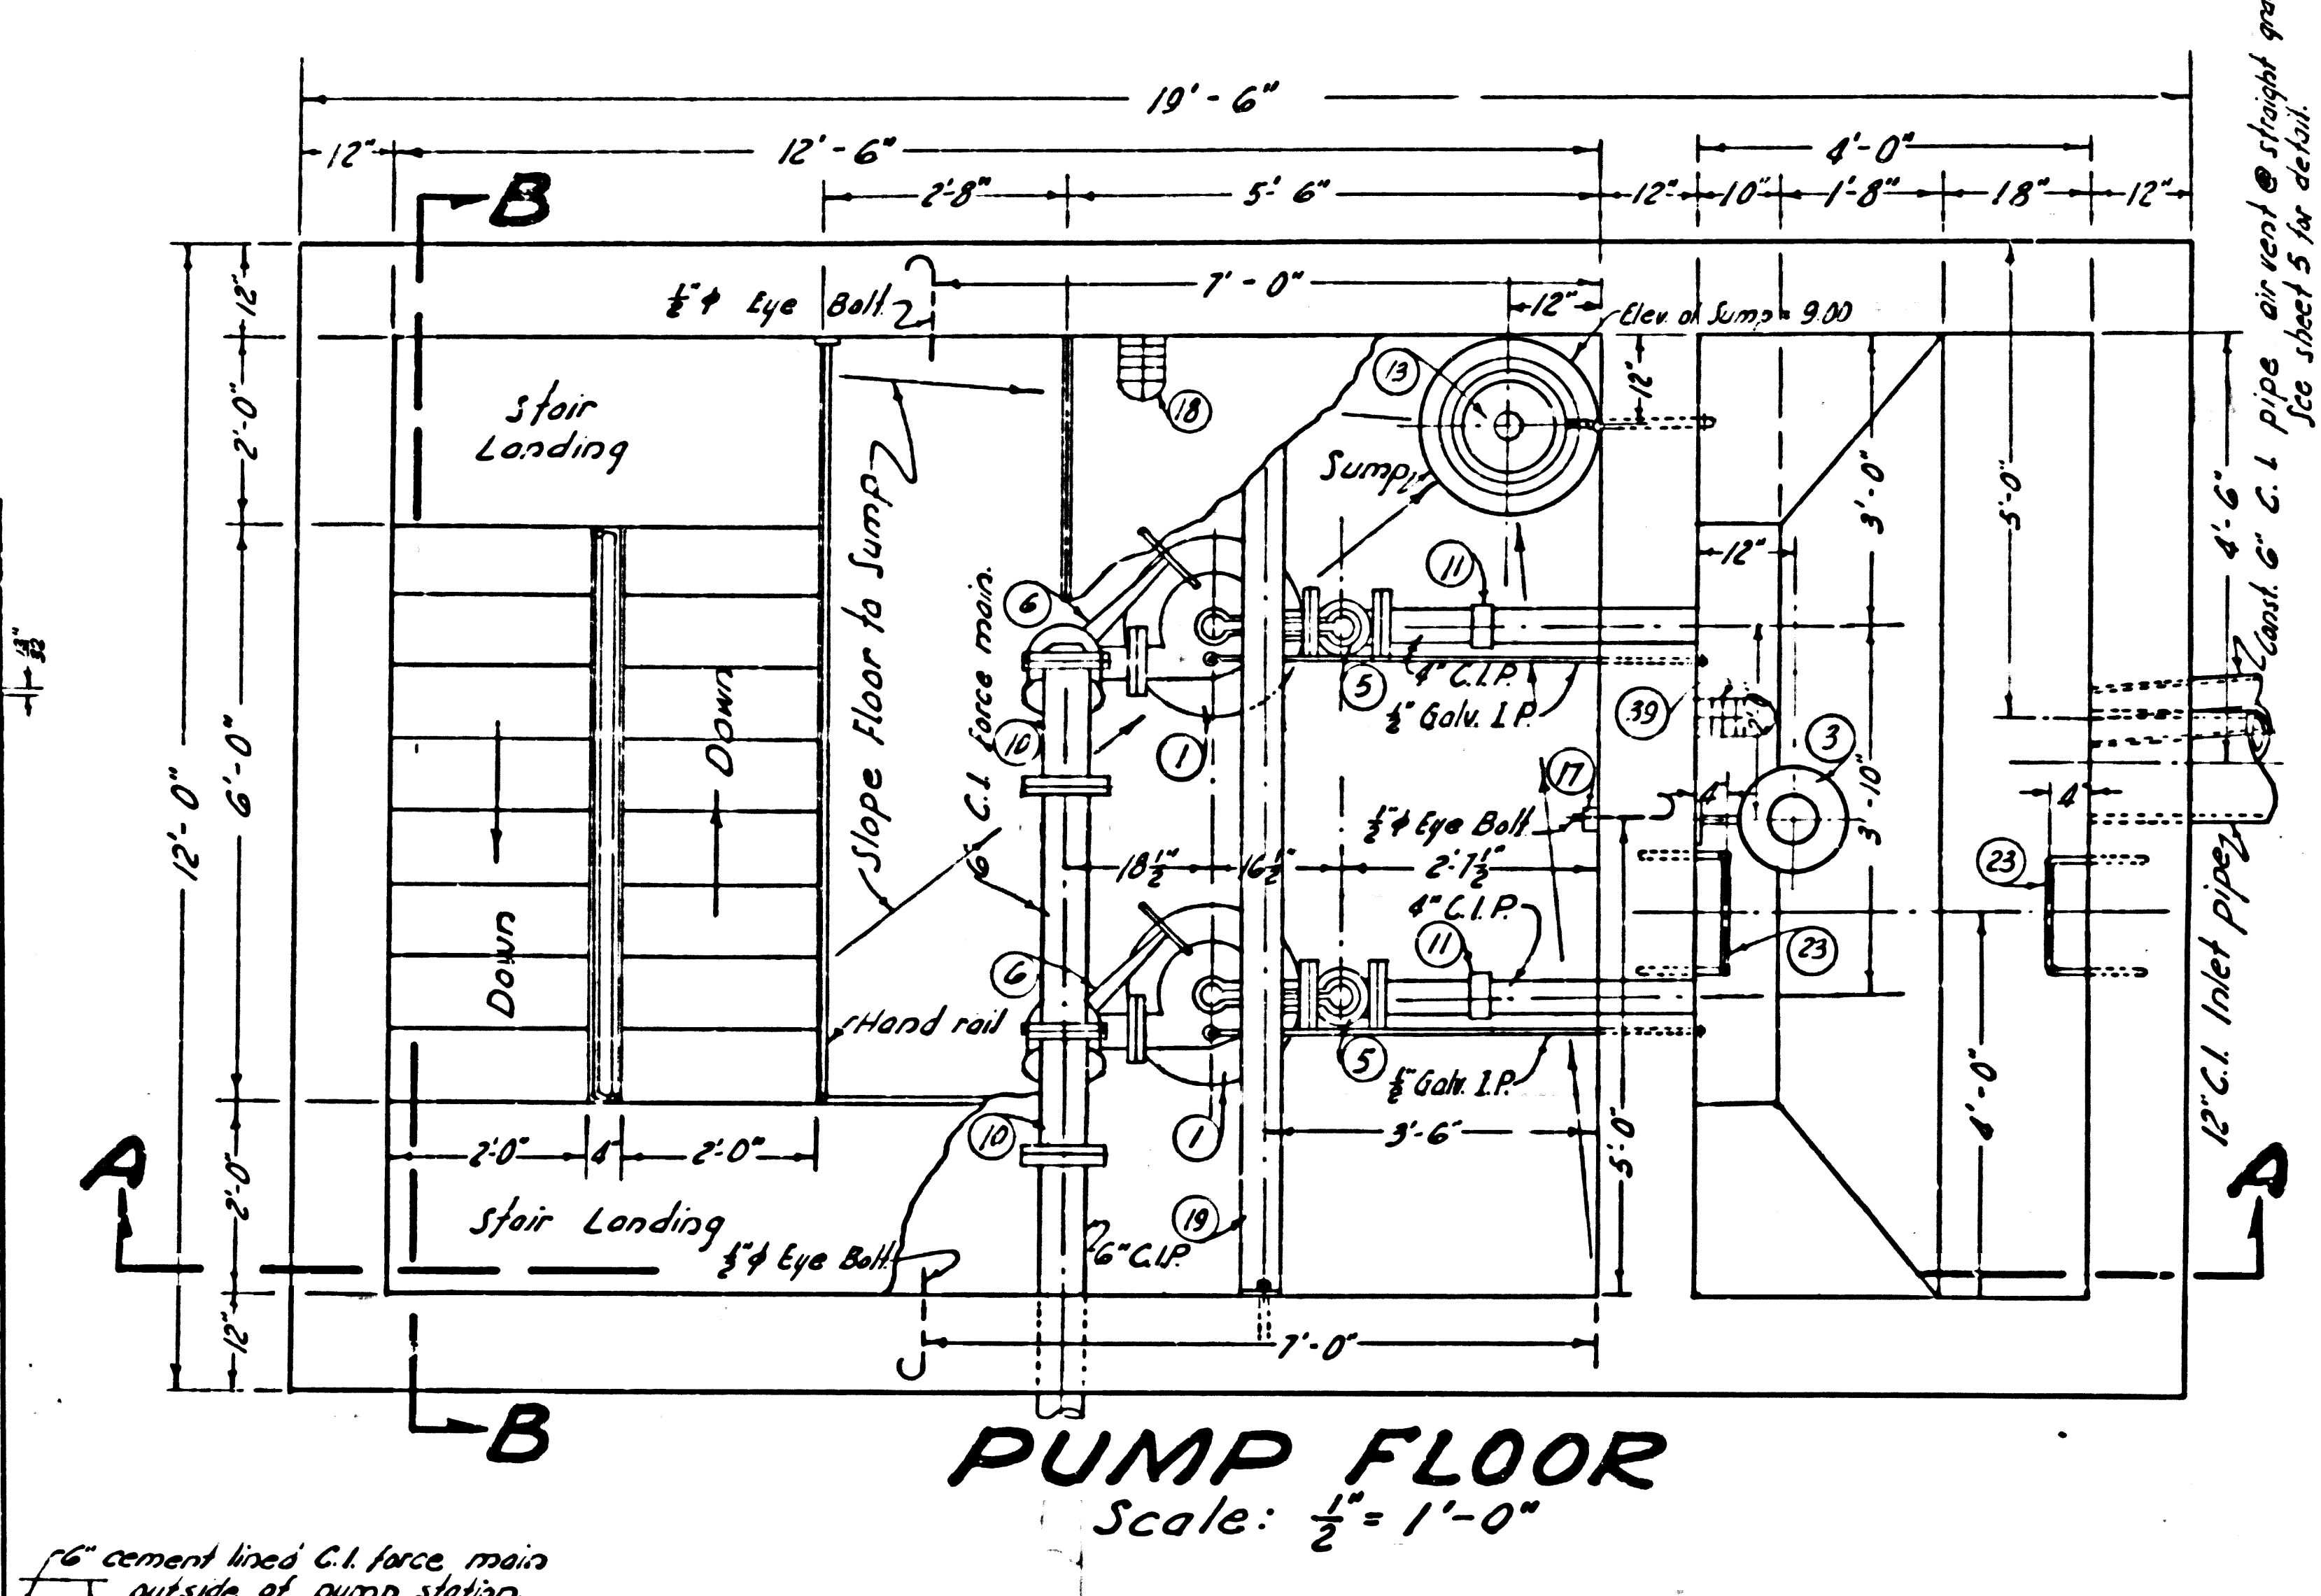 19'-6"
12" 12'-6" 4'-0"
2'-8" 5'-6" 12" 10" 1'-8" 18" 12"
B
½"⌀ Eye Bolt
7'-0"
12"
Elev. of Sump = 9.00
12"
12"
2'-0"
6'-0"
12'-0"
2'-0"
12"
Stair
Landing
Slope Floor to Sump
18
13
Sump
6
11
12"
3'-0"
5'-0"
4'-6"
Const. 6" C.I. pipe air vent @ straight
See sheet 5 for detail.
6" C.I. force main.
10
1
5
4" C.I.P.
½" Galv. I.P.
39
3
17
4"
½"⌀ Eye Bolt
3'-10"
4"
Down
Down
18½" 16½" 2'-7½"
4" C.I.P.
11
23
23
12" C.I. Inlet pipe
6
Hand rail
5
½" Galv. I.P.
10
1
3'-6"
5'-0"
4'-0"
2'-0" 4" 2'-0"
A
A
Stair Landing
½"⌀ Eye Bolt
6" C.I.P.
19
7'-0"
B
13/32"
PUMP FLOOR
Scale: ½" = 1'-0"
6" cement lined C.I. force main
outside of pump station